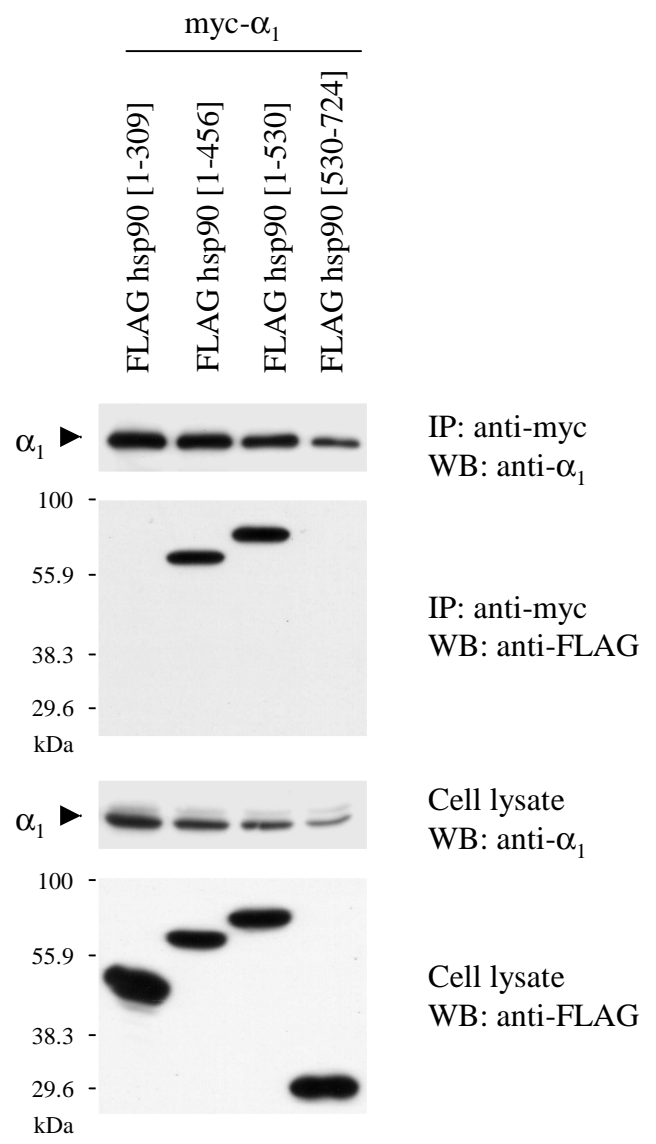 myc-α₁
FLAG hsp90 [1-309]
FLAG hsp90 [1-456]
FLAG hsp90 [1-530]
FLAG hsp90 [530-724]
α₁
IP: anti-myc
WB: anti-α₁
100 -
55.9 -
38.3 -
29.6 -
kDa
IP: anti-myc
WB: anti-FLAG
α₁
Cell lysate
WB: anti-α₁
100 -
55.9 -
38.3 -
29.6 -
kDa
Cell lysate
WB: anti-FLAG